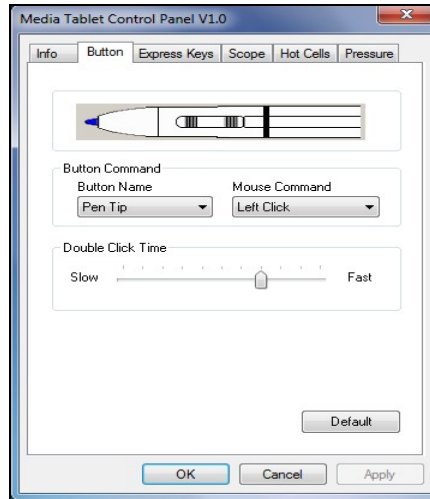 Media Tablet Control Panel V1.0
Info Button Express Keys Scope Hot Cells Pressure
Button Command
Button Name Mouse Command
Pen Tip Left Click
Double Click Time
Slow Fast
Default
OK Cancel Apply